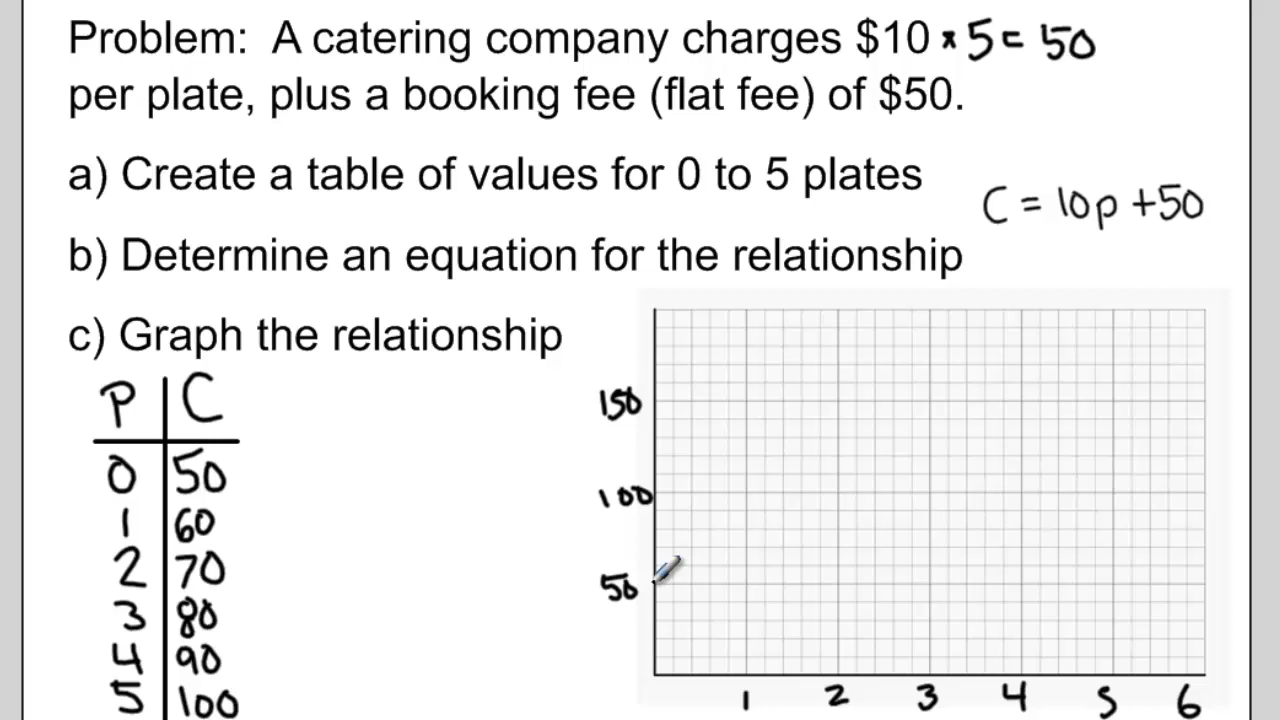 Problem: A catering company charges $10 × 5 = 50
per plate, plus a booking fee (flat fee) of $50.
a) Create a table of values for 0 to 5 plates
C = 10p + 50
b) Determine an equation for the relationship
c) Graph the relationship
P C
0 50
1 60
2 70
3 80
4 90
5 100
150
100
50
1 2 3 4 5 6